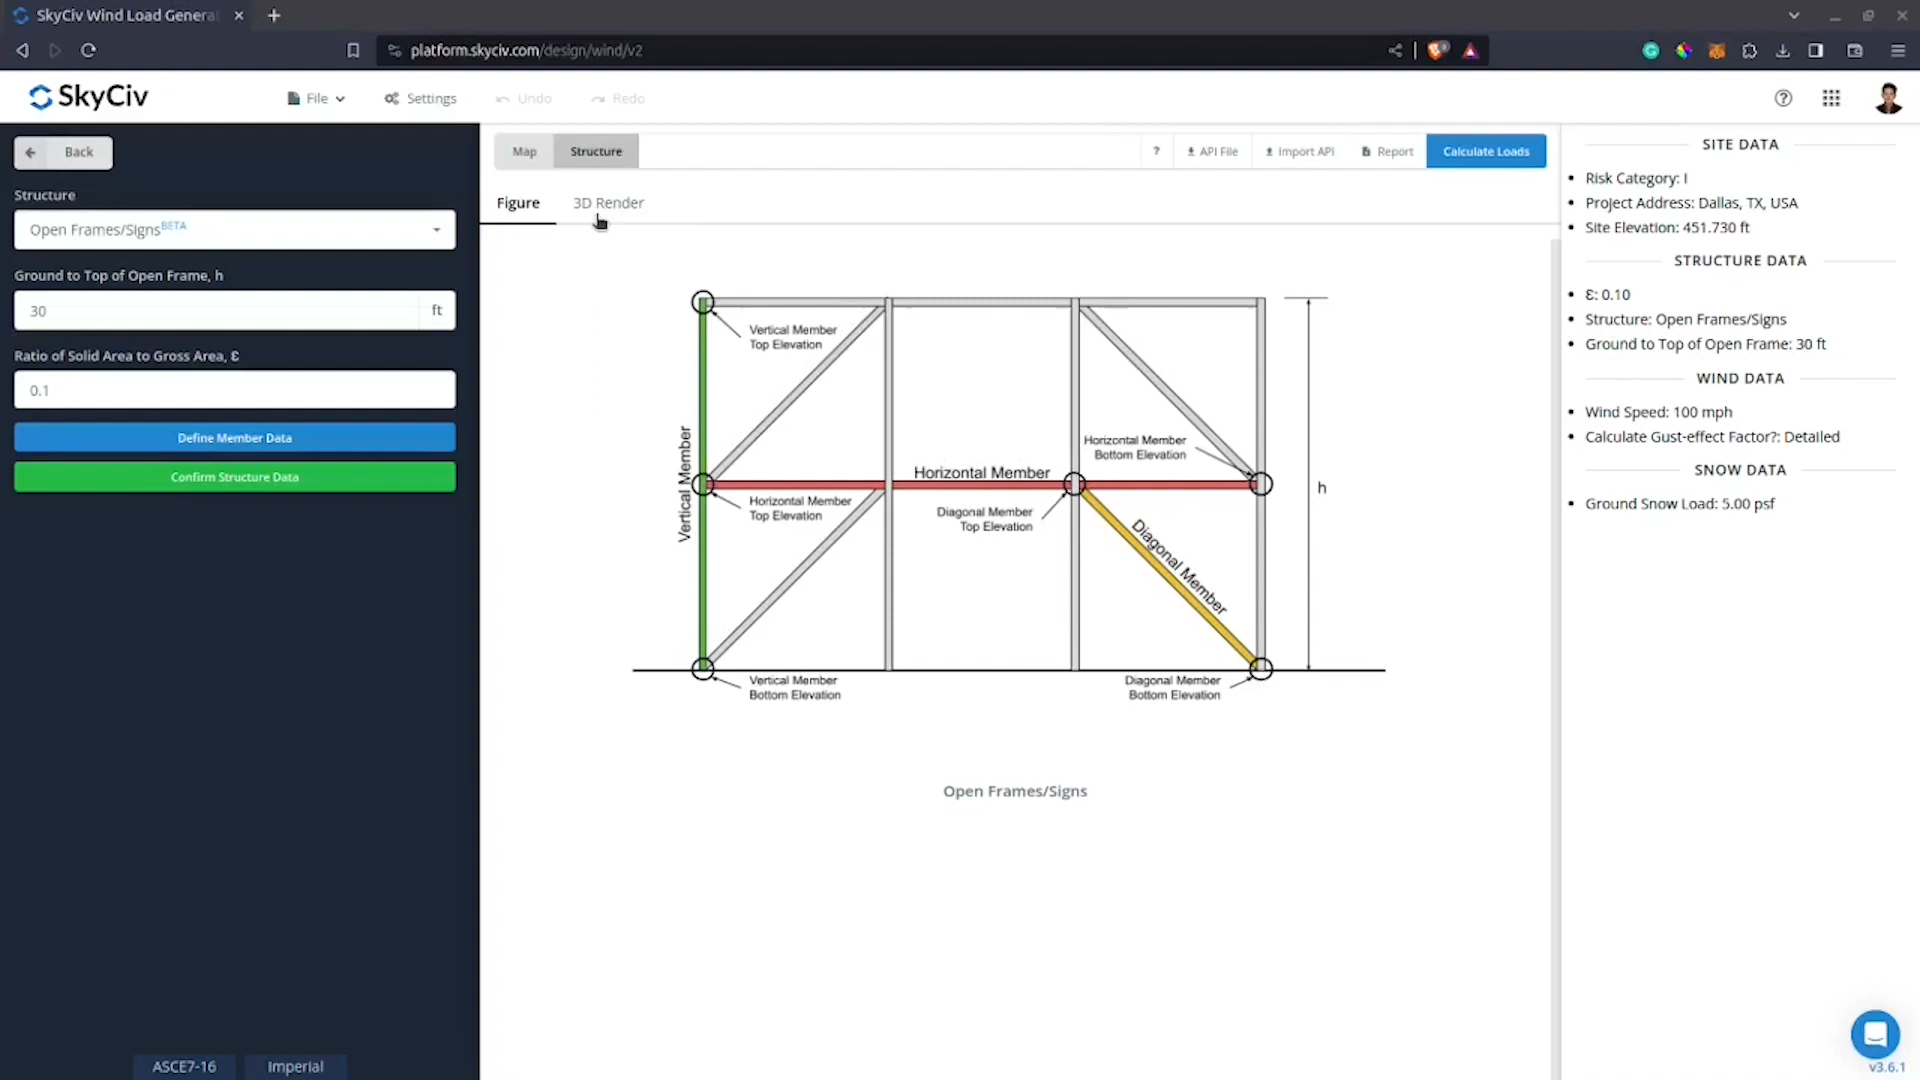 SkyCiv Wind Load Genera
platform.skyciv.com/design/wind/v2
SkyCiv
File
Settings
Undo
Redo
Back
Structure
Open Frames/Signs BETA
Ground to Top of Open Frame, h
30
ft
Ratio of Solid Area to Gross Area, Ɛ
0.1
Define Member Data
Confirm Structure Data
ASCE7-16
Imperial
Map
Structure
?
API File
Import API
Report
Calculate Loads
Figure
3D Render
Vertical Member
Top Elevation
Vertical Member
Horizontal Member
Bottom Elevation
Horizontal Member
Horizontal Member
Top Elevation
Diagonal Member
Top Elevation
Diagonal Member
h
Vertical Member
Bottom Elevation
Diagonal Member
Bottom Elevation
Open Frames/Signs
SITE DATA
Risk Category: I
Project Address: Dallas, TX, USA
Site Elevation: 451.730 ft
STRUCTURE DATA
Ɛ: 0.10
Structure: Open Frames/Signs
Ground to Top of Open Frame: 30 ft
WIND DATA
Wind Speed: 100 mph
Calculate Gust-effect Factor?: Detailed
SNOW DATA
Ground Snow Load: 5.00 psf
v3.6.1